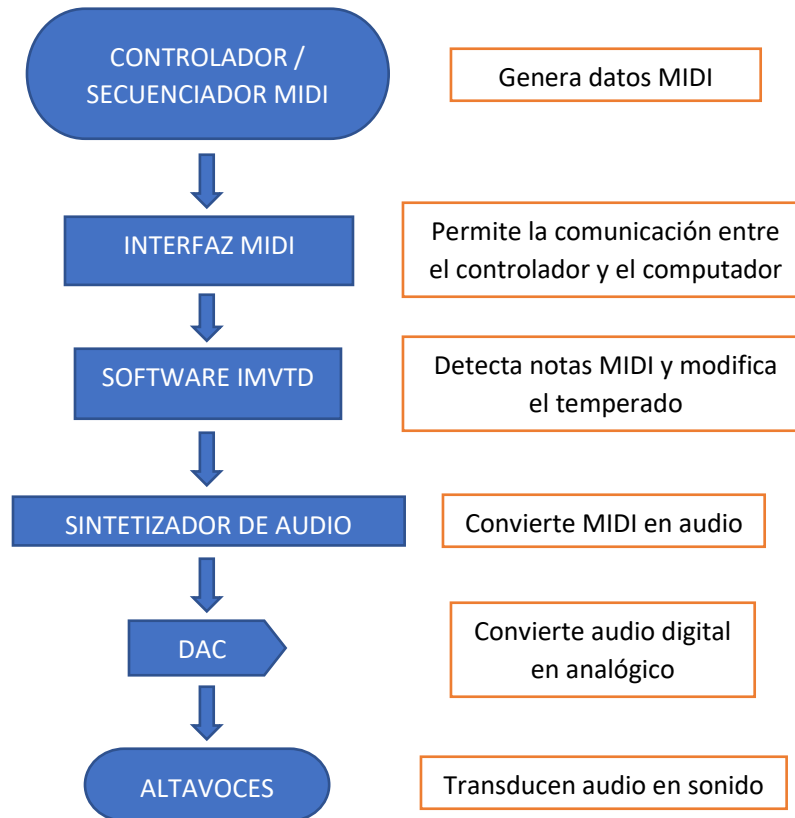 CONTROLADOR /
SECUENCIADOR MIDI
Genera datos MIDI
INTERFAZ MIDI
Permite la comunicación entre
el controlador y el computador
SOFTWARE IMVTD
Detecta notas MIDI y modifica
el temperado
SINTETIZADOR DE AUDIO
Convierte MIDI en audio
DAC
Convierte audio digital
en analógico
ALTAVOCES
Transducen audio en sonido